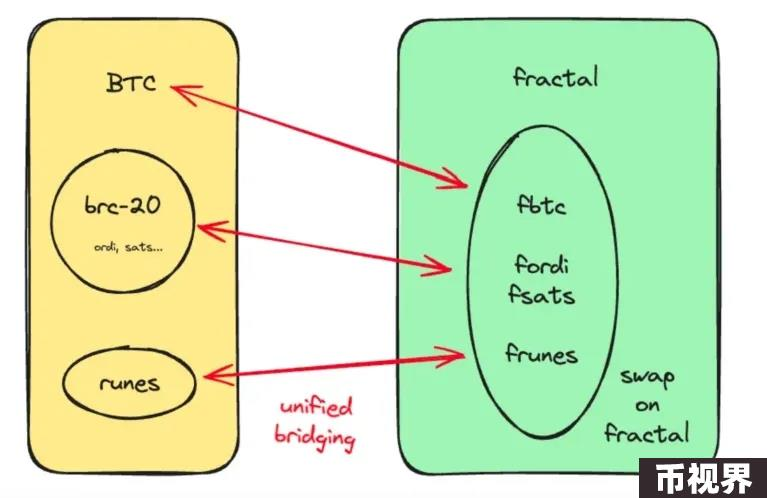 BTC
brc-20
ordi, sats...
runes
unified
bridging
fractal
fbtc
fordi
fsats
frunes
swap
on
fractal
币视界